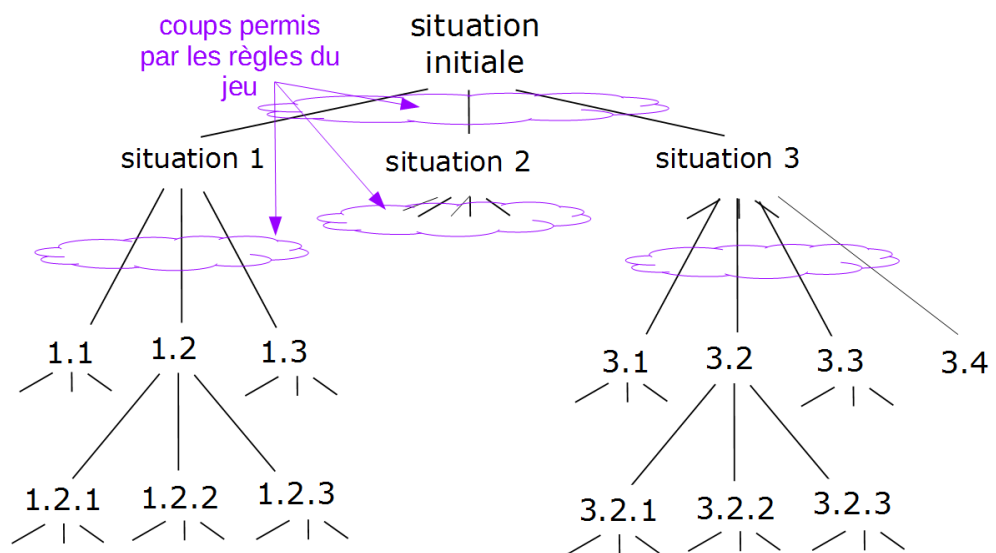 coups permis
par les règles du
jeu
situation
initiale
situation 1
situation 2
situation 3
1.1
1.2
1.3
3.1
3.2
3.3
3.4
1.2.1
1.2.2
1.2.3
3.2.1
3.2.2
3.2.3